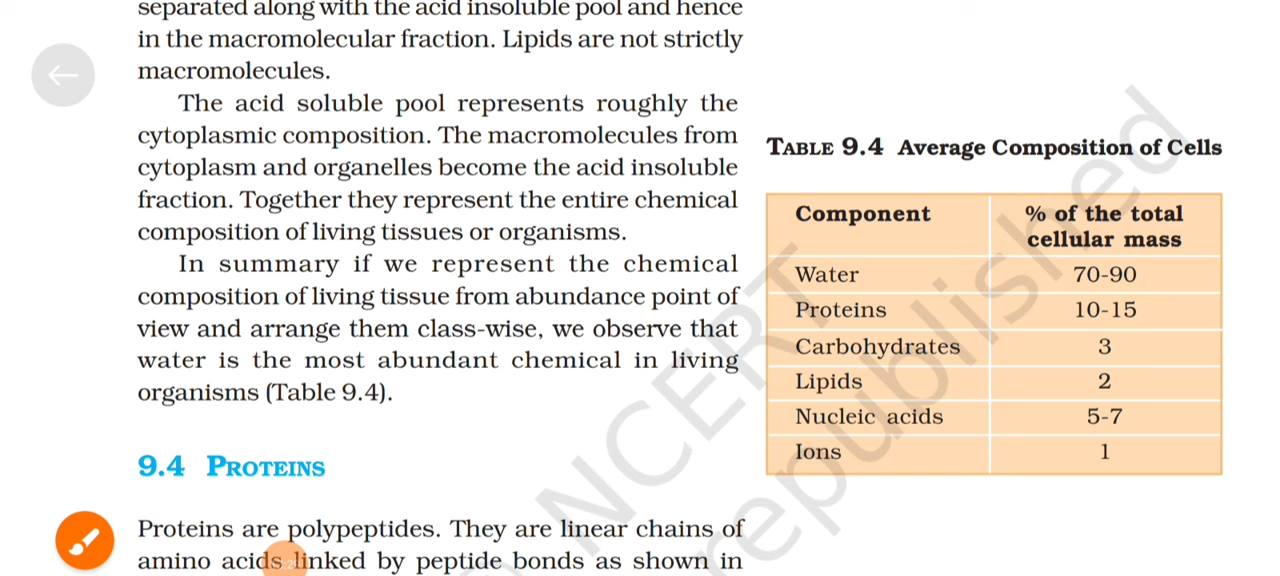 separated along with the acid insoluble pool and hence
in the macromolecular fraction. Lipids are not strictly
macromolecules.
The acid soluble pool represents roughly the
cytoplasmic composition. The macromolecules from
cytoplasm and organelles become the acid insoluble
fraction. Together they represent the entire chemical
composition of living tissues or organisms.
In summary if we represent the chemical
composition of living tissue from abundance point of
view and arrange them class-wise, we observe that
water is the most abundant chemical in living
organisms (Table 9.4).
9.4 PROTEINS
Proteins are polypeptides. They are linear chains of
amino acids linked by peptide bonds as shown in
TABLE 9.4 Average Composition of Cells
Component % of the total
cellular mass
Water 70-90
Proteins 10-15
Carbohydrates 3
Lipids 2
Nucleic acids 5-7
Ions 1
NCERT
republished